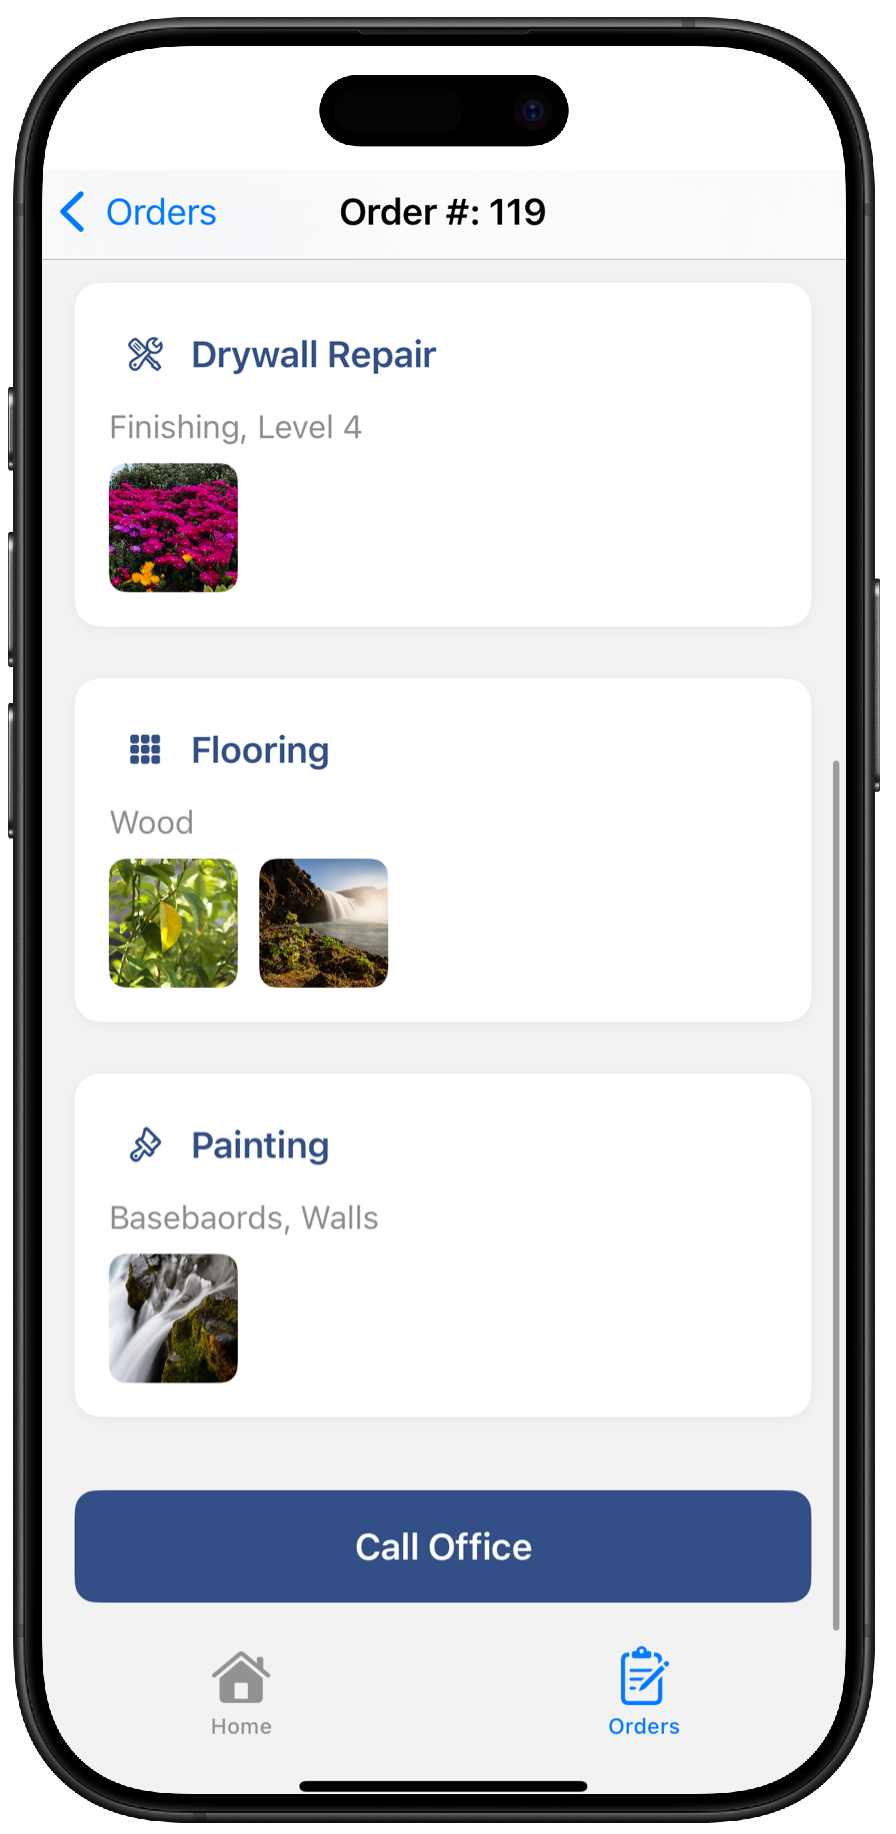 Orders
Order #: 119
Drywall Repair
Finishing, Level 4
Flooring
Wood
Painting
Basebaords, Walls
Call Office
Home
Orders